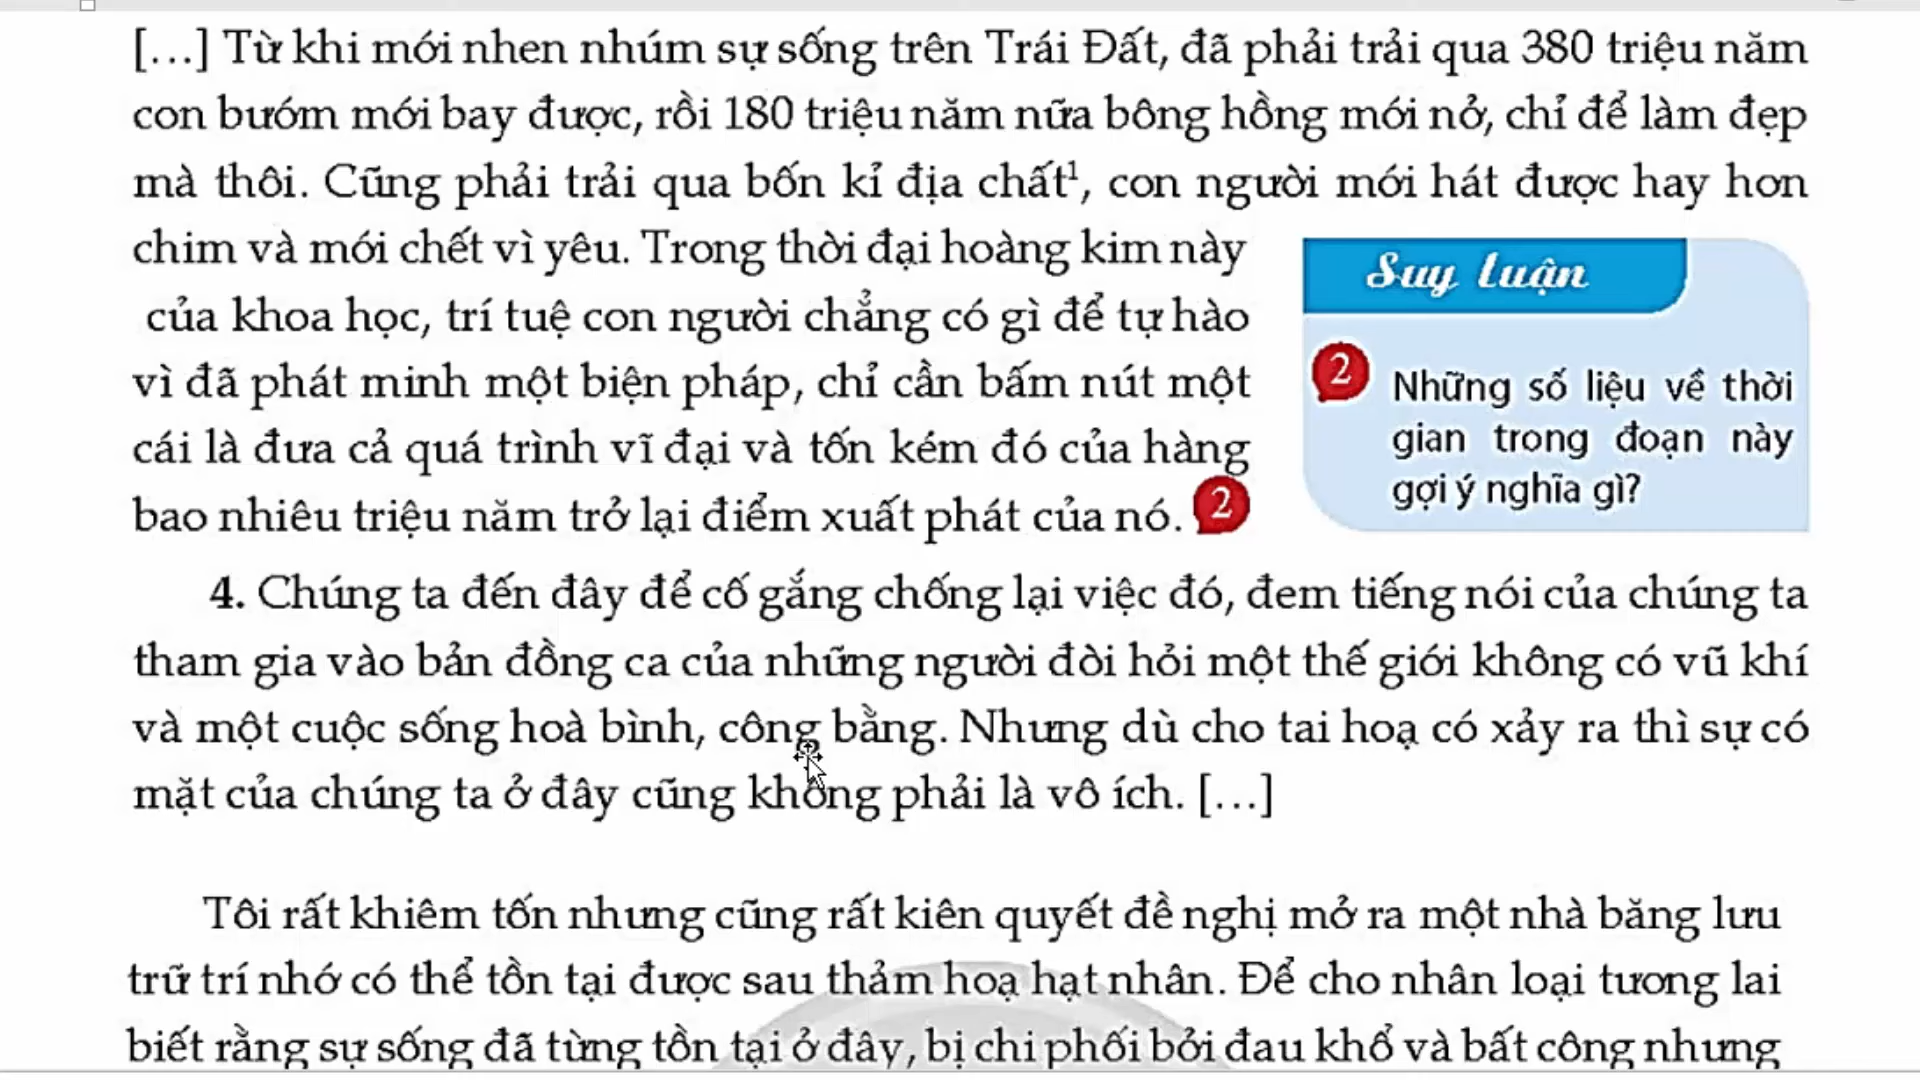 […] Từ khi mới nhen nhúm sự sống trên Trái Đất, đã phải trải qua 380 triệu năm
con bướm mới bay được, rồi 180 triệu năm nữa bông hồng mới nở, chỉ để làm đẹp
mà thôi. Cũng phải trải qua bốn kỉ địa chất¹, con người mới hát được hay hơn
chim và mới chết vì yêu. Trong thời đại hoàng kim này
của khoa học, trí tuệ con người chẳng có gì để tự hào
vì đã phát minh một biện pháp, chỉ cần bấm nút một
cái là đưa cả quá trình vĩ đại và tốn kém đó của hàng
bao nhiêu triệu năm trở lại điểm xuất phát của nó. 2
Suy luận
2 Những số liệu về thời
gian trong đoạn này
gợi ý nghĩa gì?
4. Chúng ta đến đây để cố gắng chống lại việc đó, đem tiếng nói của chúng ta
tham gia vào bản đồng ca của những người đòi hỏi một thế giới không có vũ khí
và một cuộc sống hoà bình, công bằng. Nhưng dù cho tai hoạ có xảy ra thì sự có
mặt của chúng ta ở đây cũng không phải là vô ích. […]
Tôi rất khiêm tốn nhưng cũng rất kiên quyết đề nghị mở ra một nhà băng lưu
trữ trí nhớ có thể tồn tại được sau thảm hoạ hạt nhân. Để cho nhân loại tương lai
biết rằng sự sống đã từng tồn tại ở đây, bị chi phối bởi đau khổ và bất công nhưng